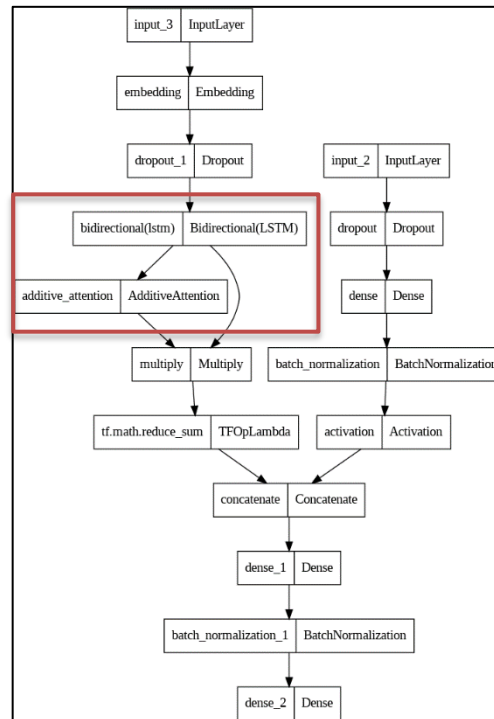 input_3 InputLayer
embedding Embedding
dropout_1 Dropout
input_2 InputLayer
bidirectional(lstm) Bidirectional(LSTM)
dropout Dropout
additive_attention AdditiveAttention
dense Dense
multiply Multiply
batch_normalization BatchNormalization
tf.math.reduce_sum TFOpLambda
activation Activation
concatenate Concatenate
dense_1 Dense
batch_normalization_1 BatchNormalization
dense_2 Dense